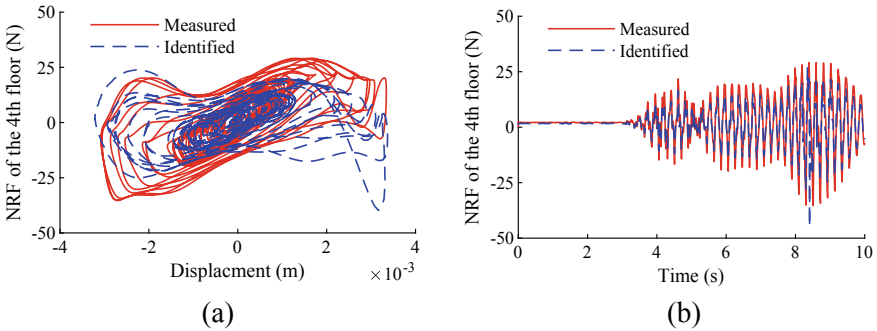 50
25
0
-25
-50
NRF of the 4th floor (N)
Measured
Identified
-4
-2
0
2
4
Displacment (m)
×10⁻³
(a)
50
25
0
-25
-50
NRF of the 4th floor (N)
Measured
Identified
0
2
4
6
8
10
Time (s)
(b)